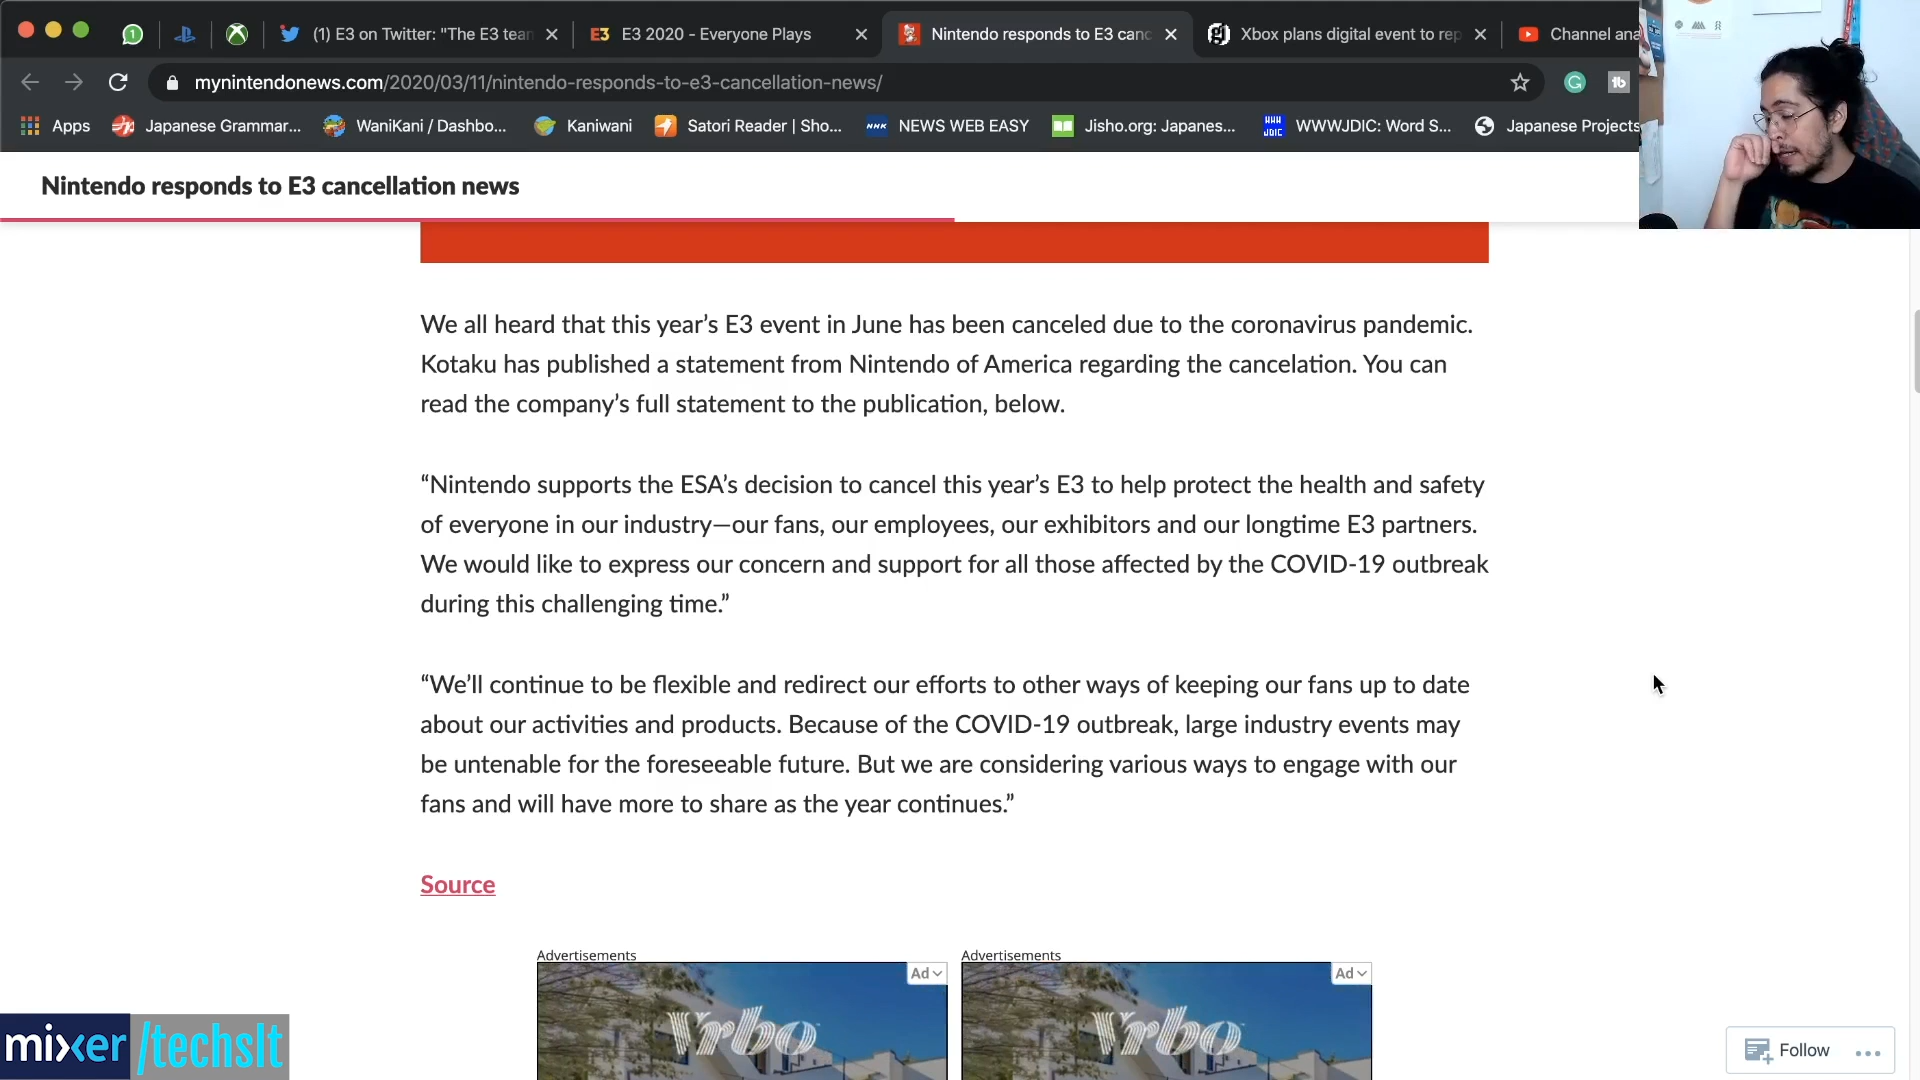 (1) E3 on Twitter: "The E3 tean
E3 2020 - Everyone Plays
Nintendo responds to E3 canc
Xbox plans digital event to rep
Channel ana
mynintendonews.com/2020/03/11/nintendo-responds-to-e3-cancellation-news/
Apps
Japanese Grammar...
WaniKani / Dashbo...
Kaniwani
Satori Reader | Sho...
NHK
NEWS WEB EASY
Jisho.org: Japanes...
WWWJDIC: Word S...
Japanese Projects
Nintendo responds to E3 cancellation news
We all heard that this year’s E3 event in June has been canceled due to the coronavirus pandemic.
Kotaku has published a statement from Nintendo of America regarding the cancelation. You can
read the company’s full statement to the publication, below.
“Nintendo supports the ESA’s decision to cancel this year’s E3 to help protect the health and safety
of everyone in our industry—our fans, our employees, our exhibitors and our longtime E3 partners.
We would like to express our concern and support for all those affected by the COVID-19 outbreak
during this challenging time.”
“We’ll continue to be flexible and redirect our efforts to other ways of keeping our fans up to date
about our activities and products. Because of the COVID-19 outbreak, large industry events may
be untenable for the foreseeable future. But we are considering various ways to engage with our
fans and will have more to share as the year continues.”
Source
Advertisements
Advertisements
Ad
Ad
Vrbo
Vrbo
mixer /techslt
Follow